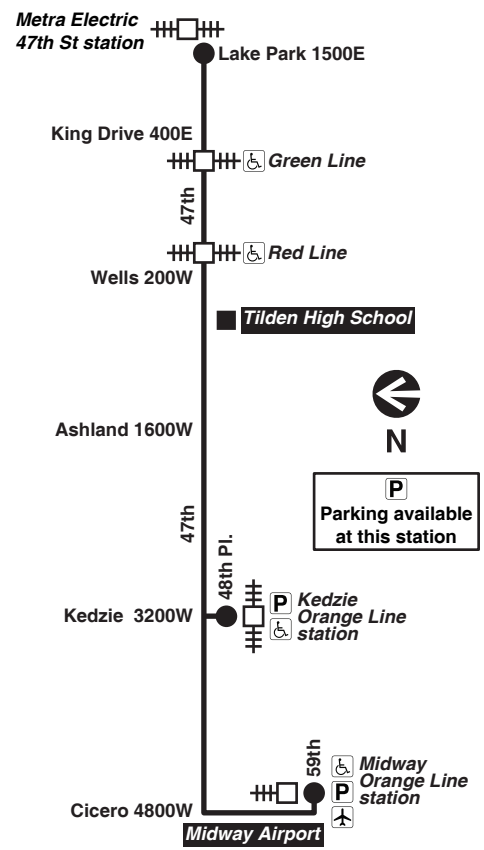 Metra Electric
47th St station
Lake Park 1500E
King Drive 400E
Green Line
47th
Red Line
Wells 200W
Tilden High School
N
Ashland 1600W
P
Parking available
at this station
47th
48th Pl.
Kedzie 3200W
P
Kedzie
Orange Line
station
59th
Midway
Orange Line
station
P
Cicero 4800W
Midway Airport